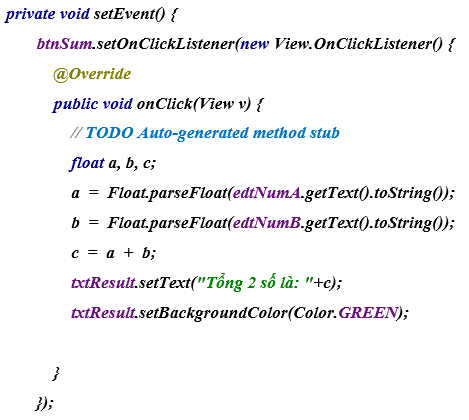 private void setEvent() {
btnSum.setOnClickListener(new View.OnClickListener() {
@Override
public void onClick(View v) {
// TODO Auto-generated method stub
float a, b, c;
a = Float.parseFloat(edtNumA.getText().toString());
b = Float.parseFloat(edtNumB.getText().toString());
c = a + b;
txtResult.setText("Tổng 2 số là: "+c);
txtResult.setBackgroundColor(Color.GREEN);
}
});